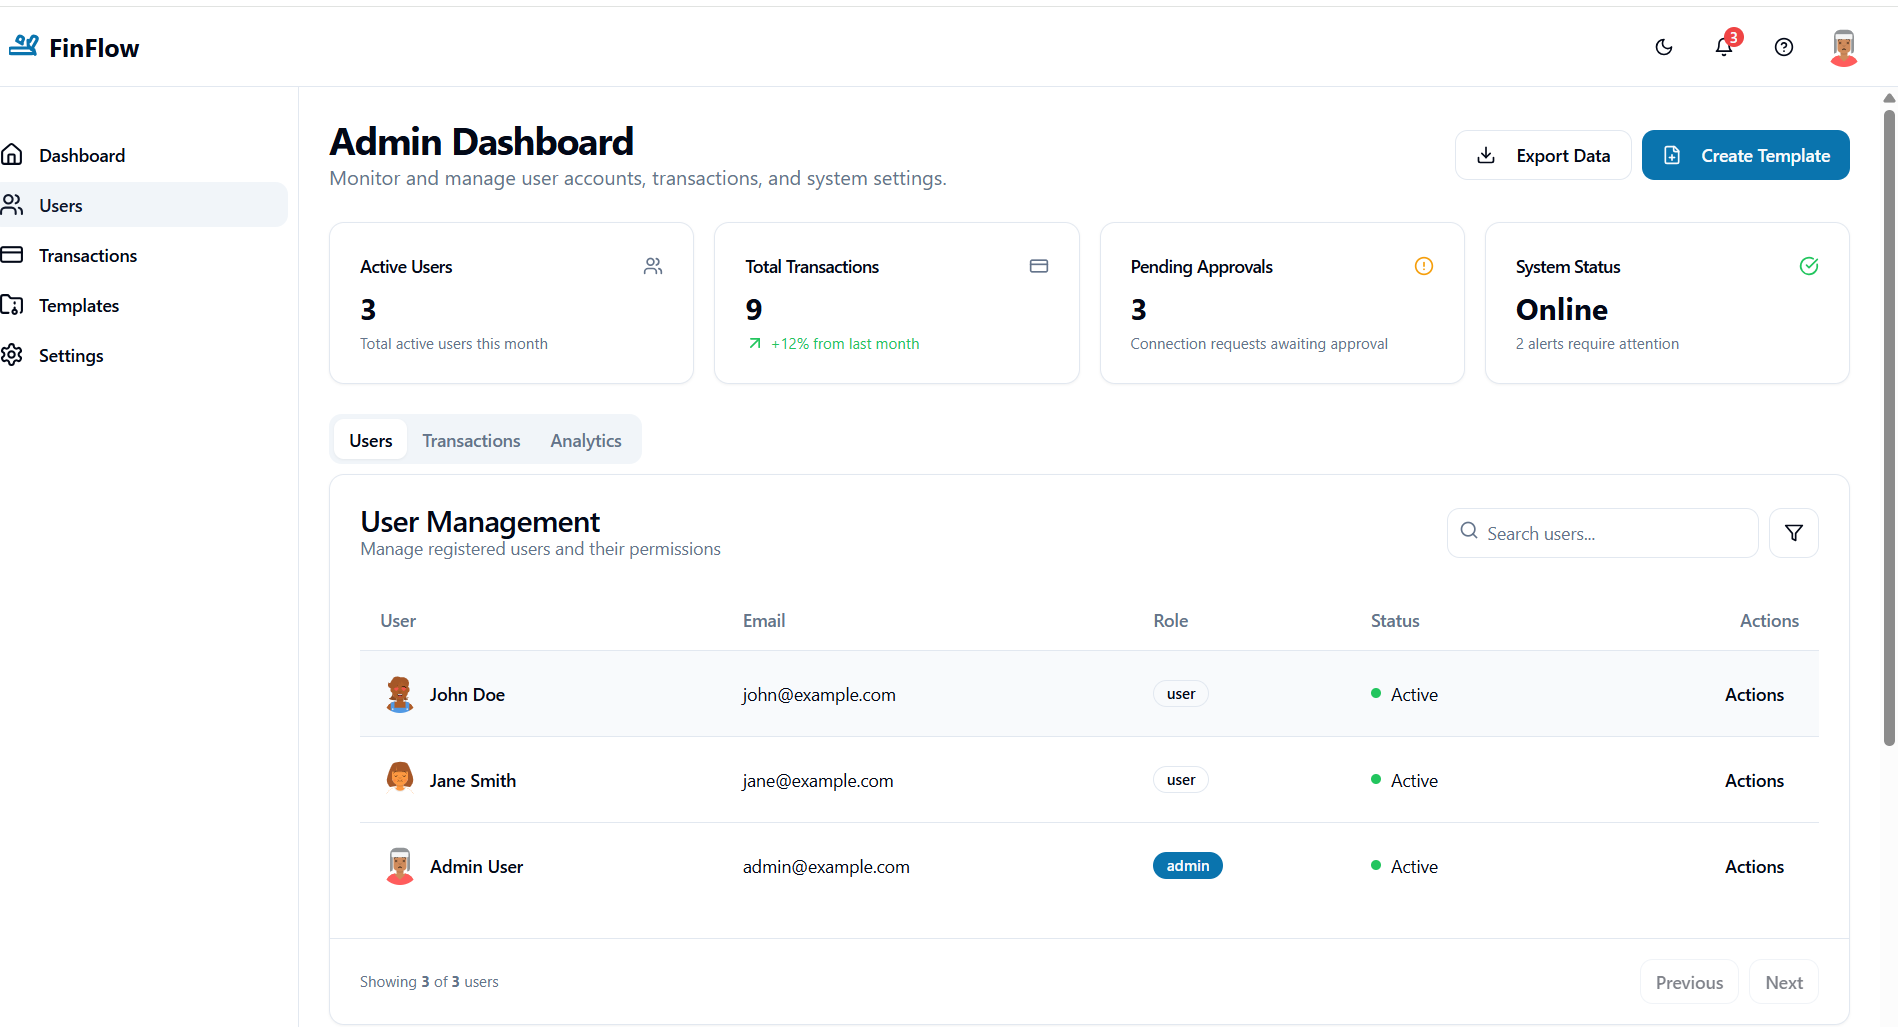 FinFlow
3
Dashboard
Users
Transactions
Templates
Settings
Admin Dashboard
Monitor and manage user accounts, transactions, and system settings.
Export Data
Create Template
Active Users
3
Total active users this month
Total Transactions
9
+12% from last month
Pending Approvals
3
Connection requests awaiting approval
System Status
Online
2 alerts require attention
Users Transactions Analytics
User Management
Manage registered users and their permissions
Search users...
User Email Role Status Actions
John Doe john@example.com user Active Actions
Jane Smith jane@example.com user Active Actions
Admin User admin@example.com admin Active Actions
Showing 3 of 3 users
Previous Next